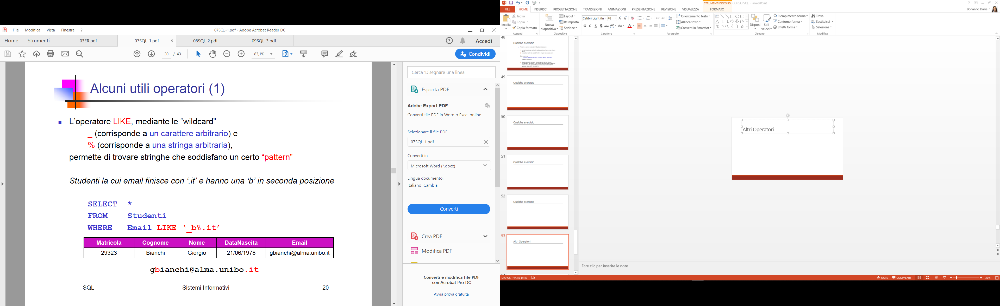 File Modifica Vista Finestra ?
07SQL-1.pdf - Adobe Acrobat Reader DC
Home Strumenti 03ER.pdf 07SQL-1.pdf × 08SQL-2.pdf 09SQL-3.pdf
Accedi
20 / 43
83,1%
Condividi
Alcuni utili operatori (1)
L'operatore LIKE, mediante le “wildcard”
_ (corrisponde a un carattere arbitrario) e
% (corrisponde a una stringa arbitraria),
permette di trovare stringhe che soddisfano un certo “pattern”
Studenti la cui email finisce con ‘.it’ e hanno una ‘b’ in seconda posizione
SELECT *
FROM Studenti
WHERE Email LIKE ‘_b%.it’
Matricola Cognome Nome DataNascita Email
29323 Bianchi Giorgio 21/06/1978 gbianchi@alma.unibo.it
gbianchi@alma.unibo.it
SQL Sistemi Informativi 20
Cerca 'Disegnare una linea'
Esporta PDF
Adobe Export PDF
Converti file PDF in Word o Excel online
Selezionare il file PDF
07SQL-1.pdf
Converti in
Microsoft Word (*.docx)
Lingua documento:
Italiano Cambia
Converti
Crea PDF
Modifica PDF
Converti e modifica file PDF
con Acrobat Pro DC
Avvia prova gratuita
STRUMENTI DISEGNO CORSO SQL - PowerPoint
FILE HOME INSERISCI PROGETTAZIONE TRANSIZIONI ANIMAZIONI PRESENTAZIONE REVISIONE VISUALIZZA FORMATO
Bonanno Daria
Incolla
Taglia
Copia
Copia formato
Appunti
Nuova
diapositiva
Layout
Reimposta
Sezione
Diapositive
Calibri Light (In 48
G C S S abc AV Aa A
Carattere
Orientamento testo
Allinea testo
Converti in SmartArt
Paragrafo
Disponi
Stili
veloci
Riempimento forma
Contorno forma
Effetti forma
Disegno
Trova
Sostituisci
Seleziona
Modifica
48
Qualche esercizio
49
Qualche esercizio
50
Qualche esercizio
51
Qualche esercizio
52
Qualche esercizio
53
Altri Operatori
Altri Operatori
Fare clic per inserire le note
DIAPOSITIVA 53 DI 57
NOTE COMMENTI
33%